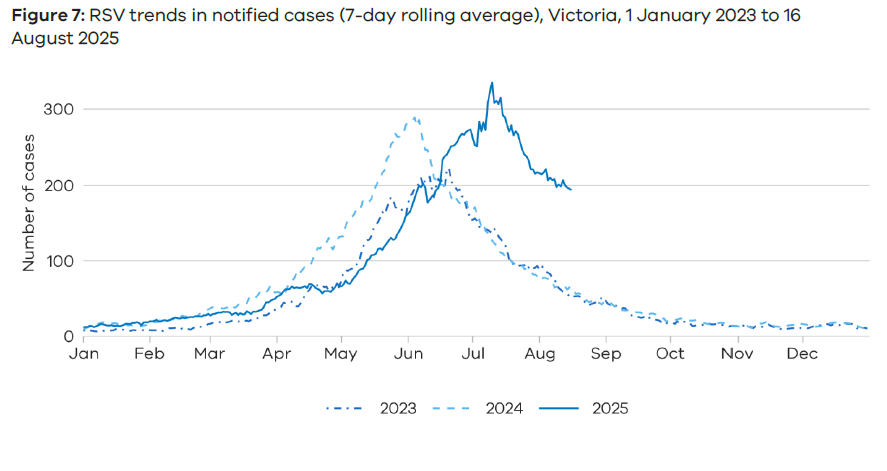 Figure 7: RSV trends in notified cases (7-day rolling average), Victoria, 1 January 2023 to 16
August 2025
Number of cases
300
200
100
0
Jan Feb Mar Apr May Jun Jul Aug Sep Oct Nov Dec
2023 2024 2025